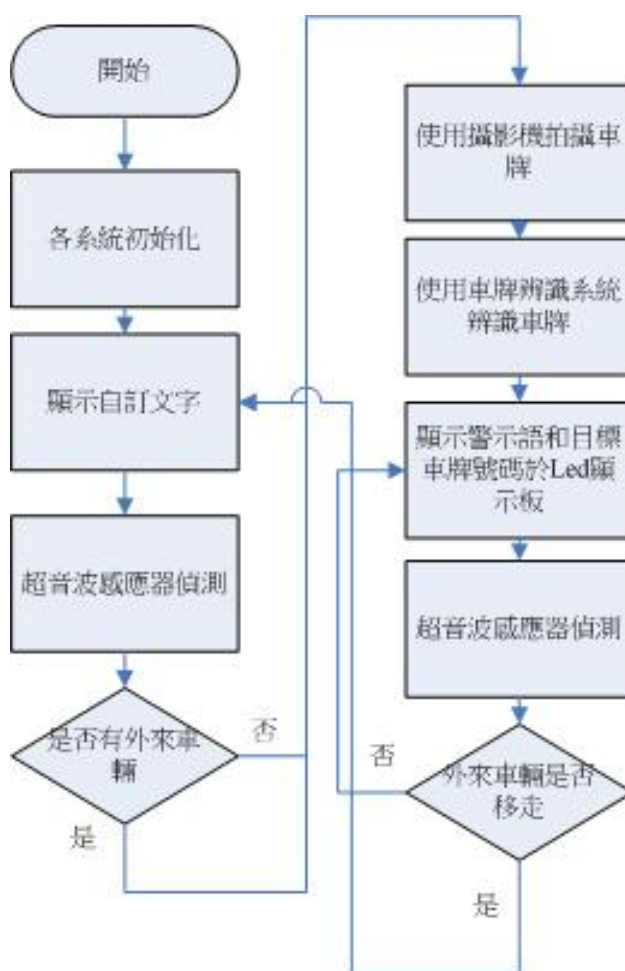 開始
各系統初始化
顯示自訂文字
超音波感應器偵測
是否有外來車
輛
否
是
使用攝影機拍攝車
牌
使用車牌辨識系統
辨識車牌
顯示警示語和目標
車牌號碼於Led顯
示板
超音波感應器偵測
外來車輛是否
移走
否
是